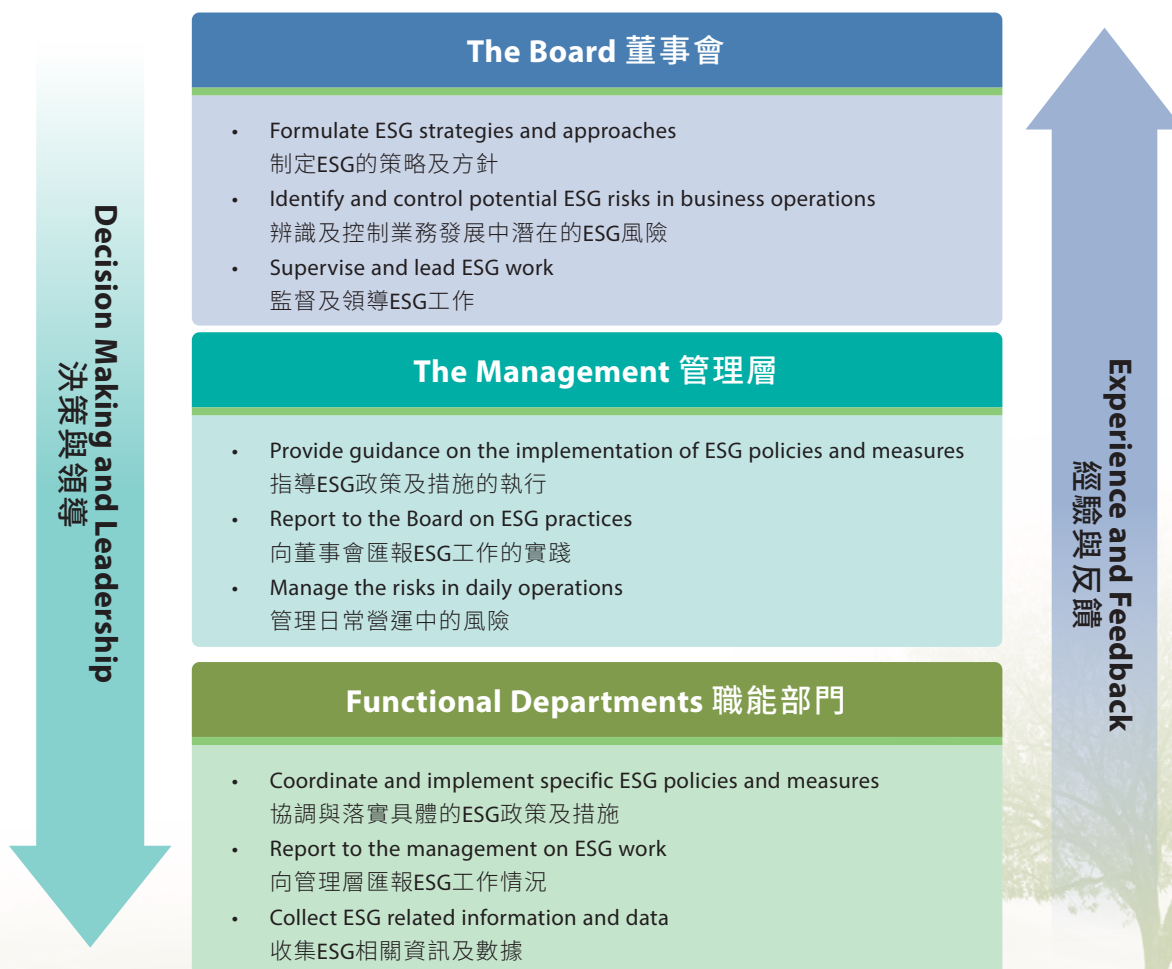 The Board 董事會
• Formulate ESG strategies and approaches
制定ESG的策略及方針
• Identify and control potential ESG risks in business operations
辨識及控制業務發展中潛在的ESG風險
• Supervise and lead ESG work
監督及領導ESG工作
The Management 管理層
• Provide guidance on the implementation of ESG policies and measures
指導ESG政策及措施的執行
• Report to the Board on ESG practices
向董事會匯報ESG工作的實踐
• Manage the risks in daily operations
管理日常營運中的風險
Functional Departments 職能部門
• Coordinate and implement specific ESG policies and measures
協調與落實具體的ESG政策及措施
• Report to the management on ESG work
向管理層匯報ESG工作情況
• Collect ESG related information and data
收集ESG相關資訊及數據
Decision Making and Leadership
決策與領導
Experience and Feedback
經驗與反饋